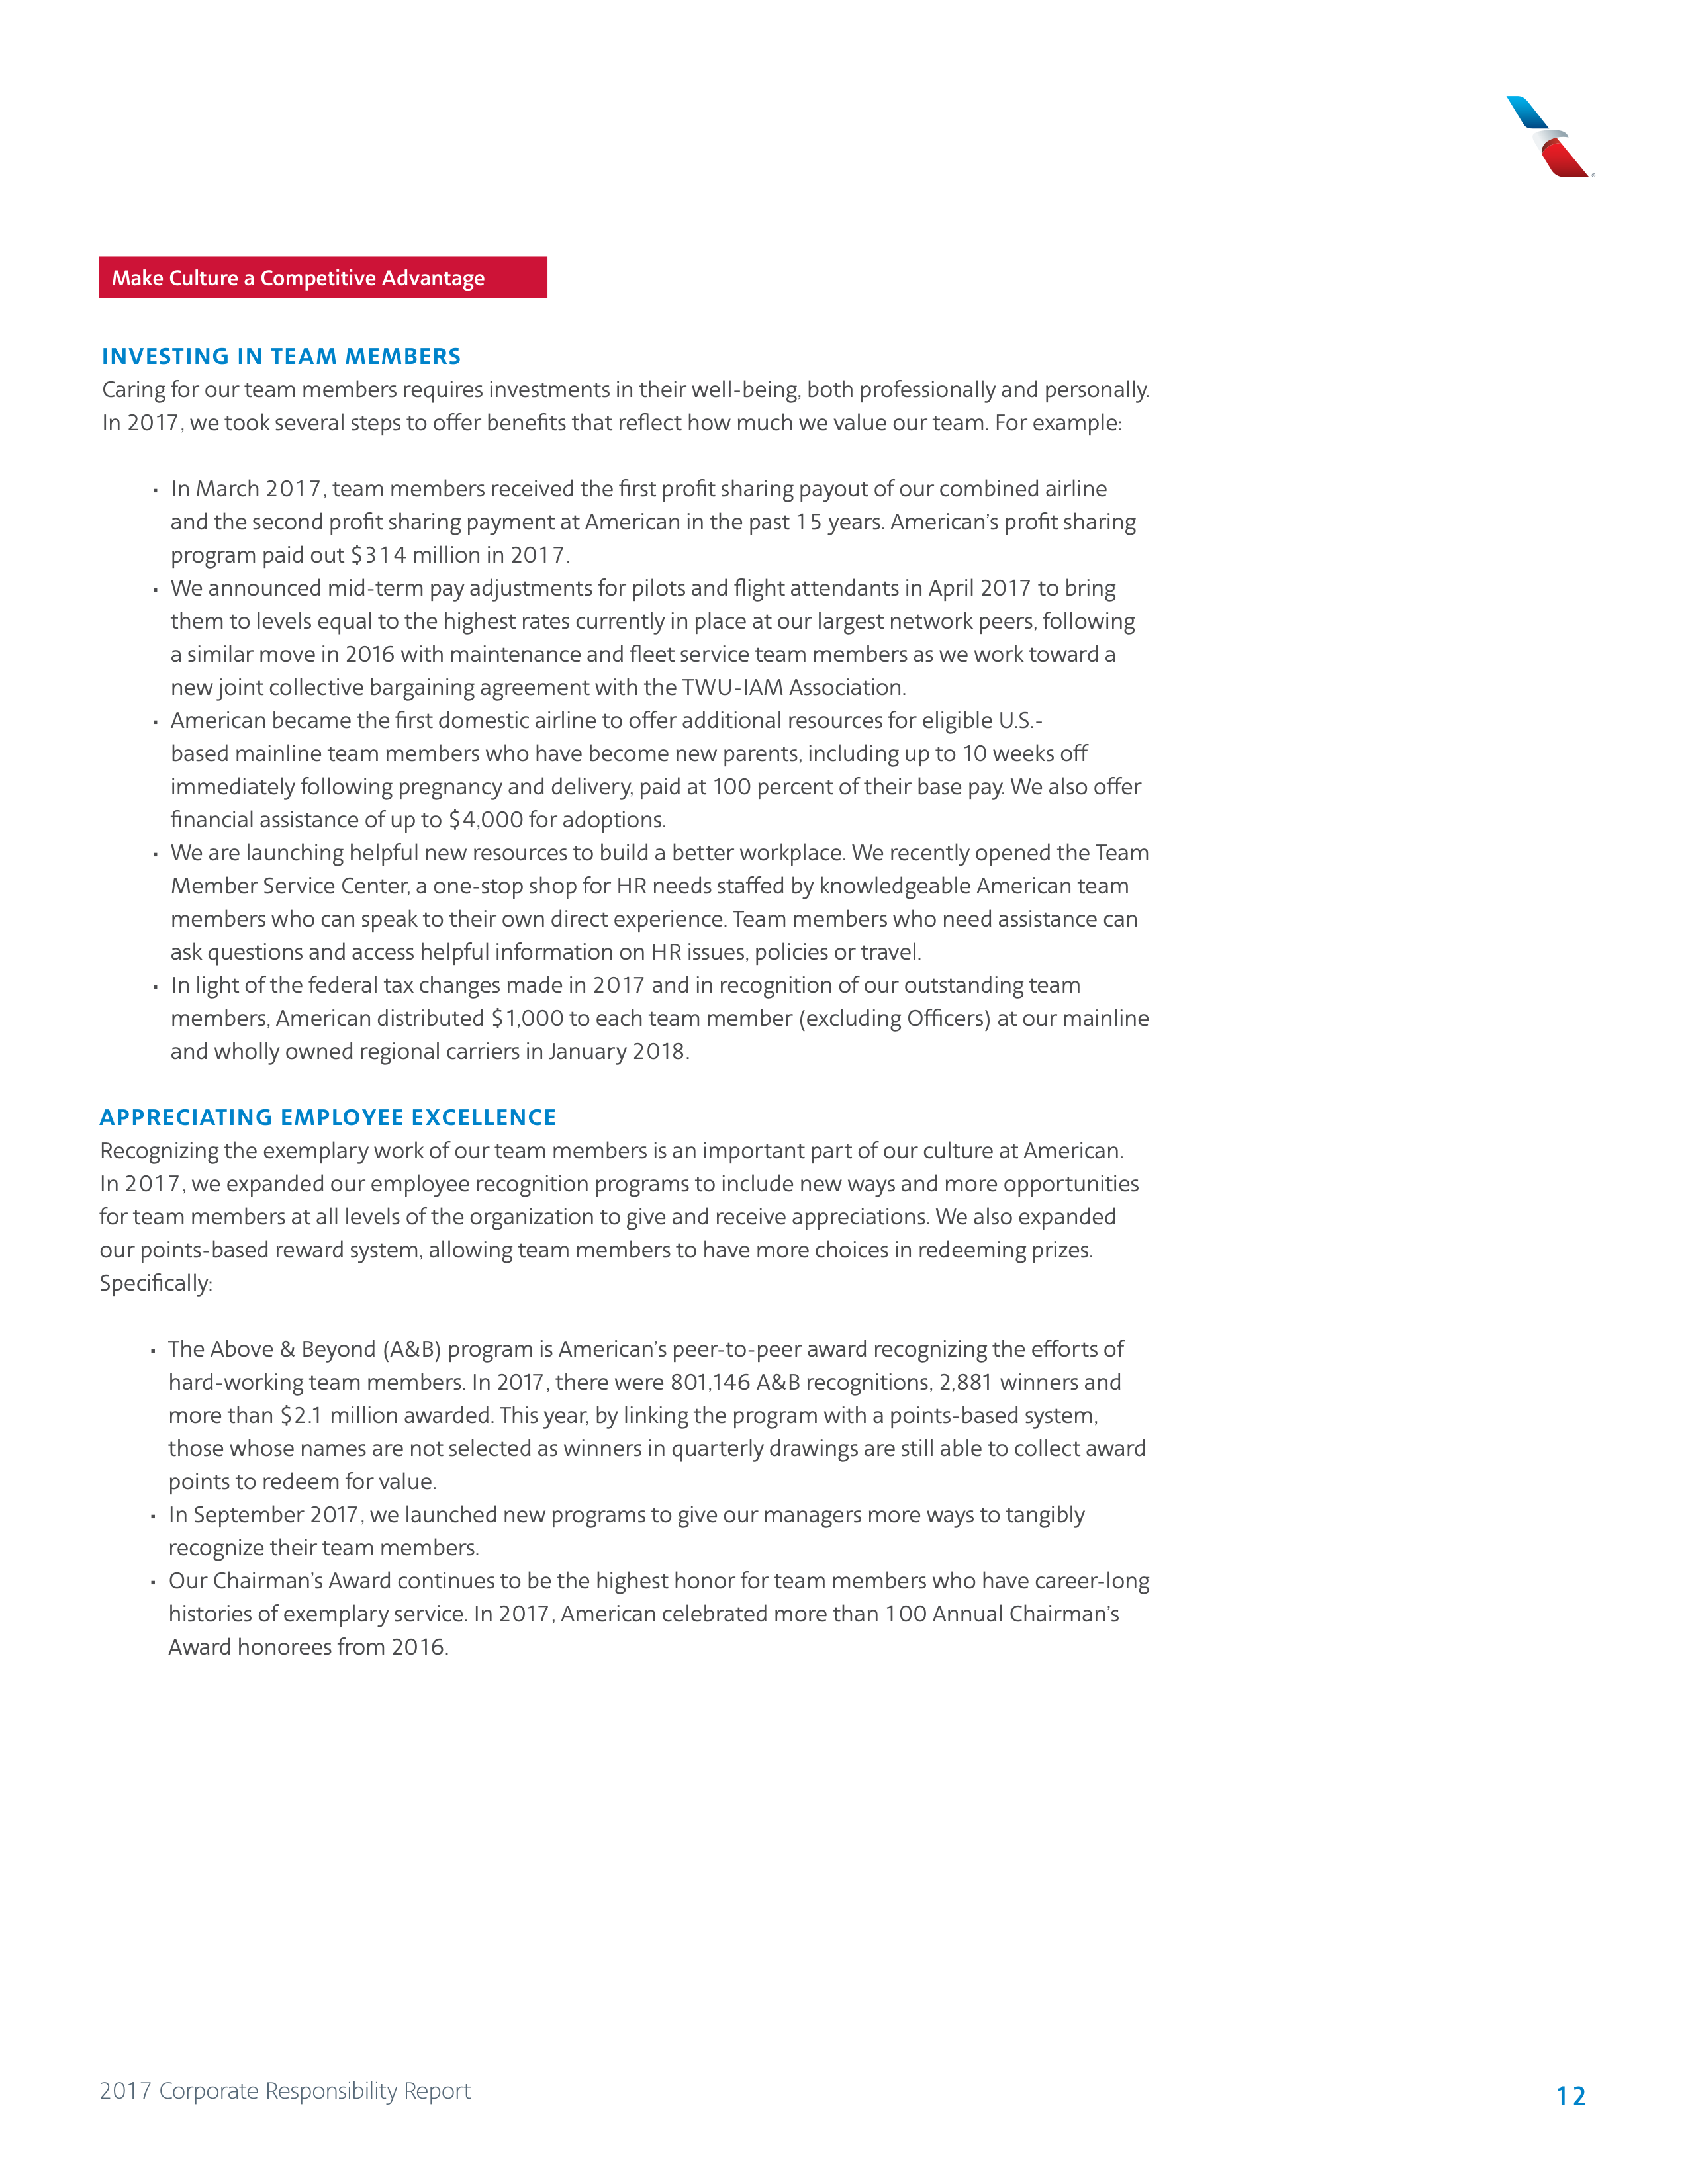 Make Culture a Competitive Advantage
INVESTING IN TEAM MEMBERS
Caring for our team members requires investments in their well-being, both professionally and personally.
In 2017, we took several steps to offer benefits that reflect how much we value our team. For example:
• In March 2017, team members received the first profit sharing payout of our combined airline
and the second profit sharing payment at American in the past 15 years. American’s profit sharing
program paid out $314 million in 2017.
• We announced mid-term pay adjustments for pilots and flight attendants in April 2017 to bring
them to levels equal to the highest rates currently in place at our largest network peers, following
a similar move in 2016 with maintenance and fleet service team members as we work toward a
new joint collective bargaining agreement with the TWU-IAM Association.
• American became the first domestic airline to offer additional resources for eligible U.S.-
based mainline team members who have become new parents, including up to 10 weeks off
immediately following pregnancy and delivery, paid at 100 percent of their base pay. We also offer
financial assistance of up to $4,000 for adoptions.
• We are launching helpful new resources to build a better workplace. We recently opened the Team
Member Service Center, a one-stop shop for HR needs staffed by knowledgeable American team
members who can speak to their own direct experience. Team members who need assistance can
ask questions and access helpful information on HR issues, policies or travel.
• In light of the federal tax changes made in 2017 and in recognition of our outstanding team
members, American distributed $1,000 to each team member (excluding Officers) at our mainline
and wholly owned regional carriers in January 2018.
APPRECIATING EMPLOYEE EXCELLENCE
Recognizing the exemplary work of our team members is an important part of our culture at American.
In 2017, we expanded our employee recognition programs to include new ways and more opportunities
for team members at all levels of the organization to give and receive appreciations. We also expanded
our points-based reward system, allowing team members to have more choices in redeeming prizes.
Specifically:
• The Above & Beyond (A&B) program is American’s peer-to-peer award recognizing the efforts of
hard-working team members. In 2017, there were 801,146 A&B recognitions, 2,881 winners and
more than $2.1 million awarded. This year, by linking the program with a points-based system,
those whose names are not selected as winners in quarterly drawings are still able to collect award
points to redeem for value.
• In September 2017, we launched new programs to give our managers more ways to tangibly
recognize their team members.
• Our Chairman’s Award continues to be the highest honor for team members who have career-long
histories of exemplary service. In 2017, American celebrated more than 100 Annual Chairman’s
Award honorees from 2016.
2017 Corporate Responsibility Report
12